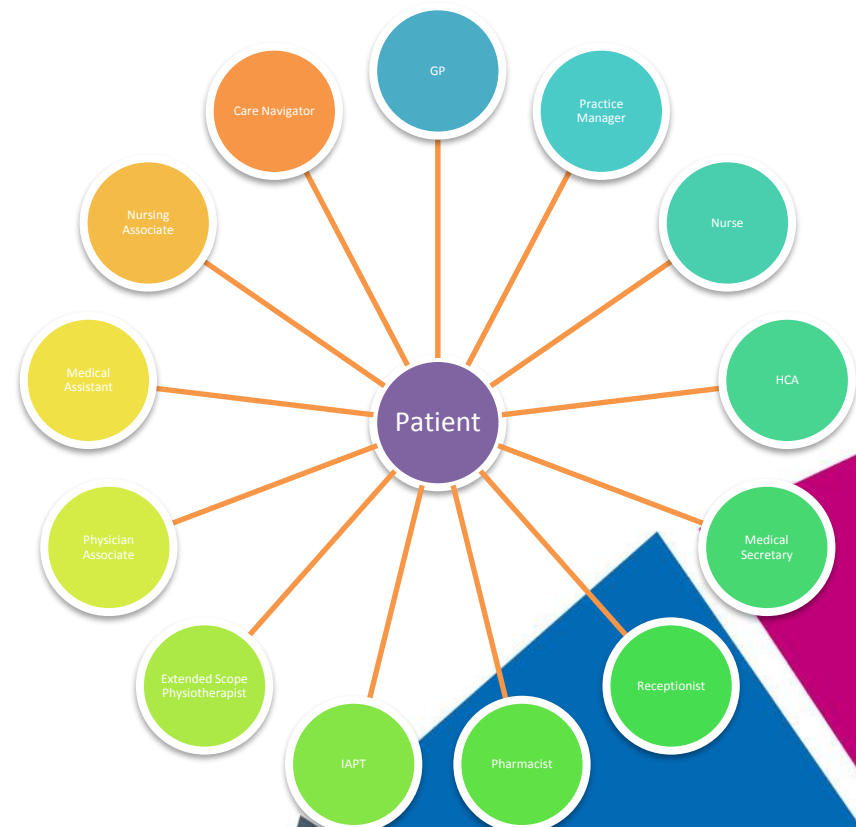 GP
Practice
Manager
Nurse
HCA
Medical
Secretary
Receptionist
Pharmacist
IAPT
Extended Scope
Physiotherapist
Physician
Associate
Medical
Assistant
Nursing
Associate
Care Navigator
Patient